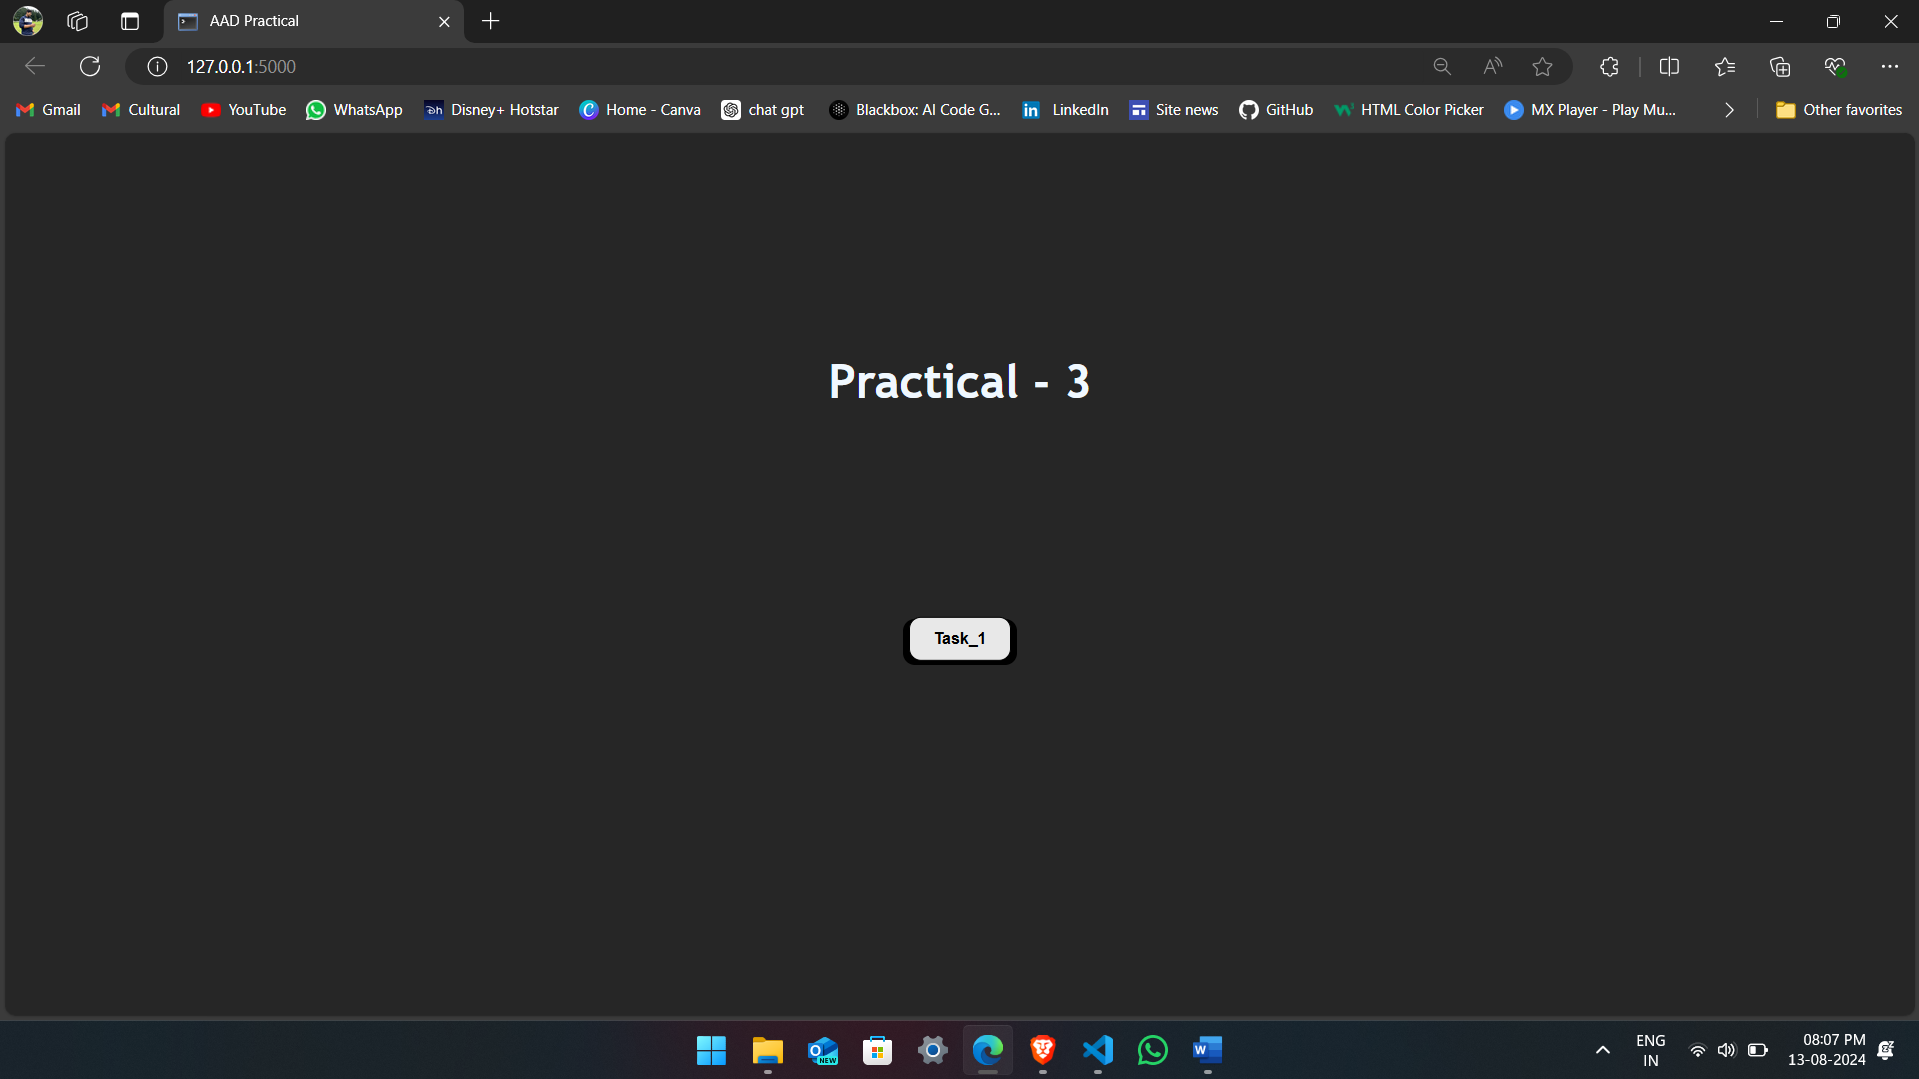 AAD Practical
127.0.0.1:5000
Gmail Cultural YouTube WhatsApp Disney+ Hotstar Home - Canva chat gpt Blackbox: AI Code G... LinkedIn Site news GitHub HTML Color Picker MX Player - Play Mu... Other favorites
Practical - 3
Task_1
ENG
IN
08:07 PM
13-08-2024